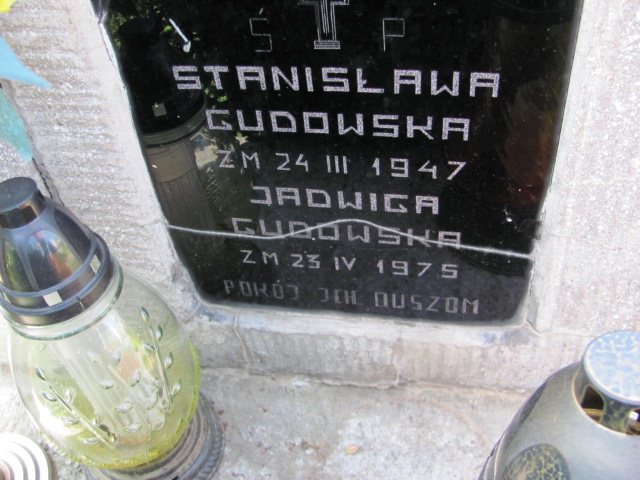 Ś P
STANISŁAWA
GUDOWSKA
ZM 24 III 1947
JADWIGA
GUDOWSKA
ZM 23 IV 1975
POKÓJ ICH DUSZOM